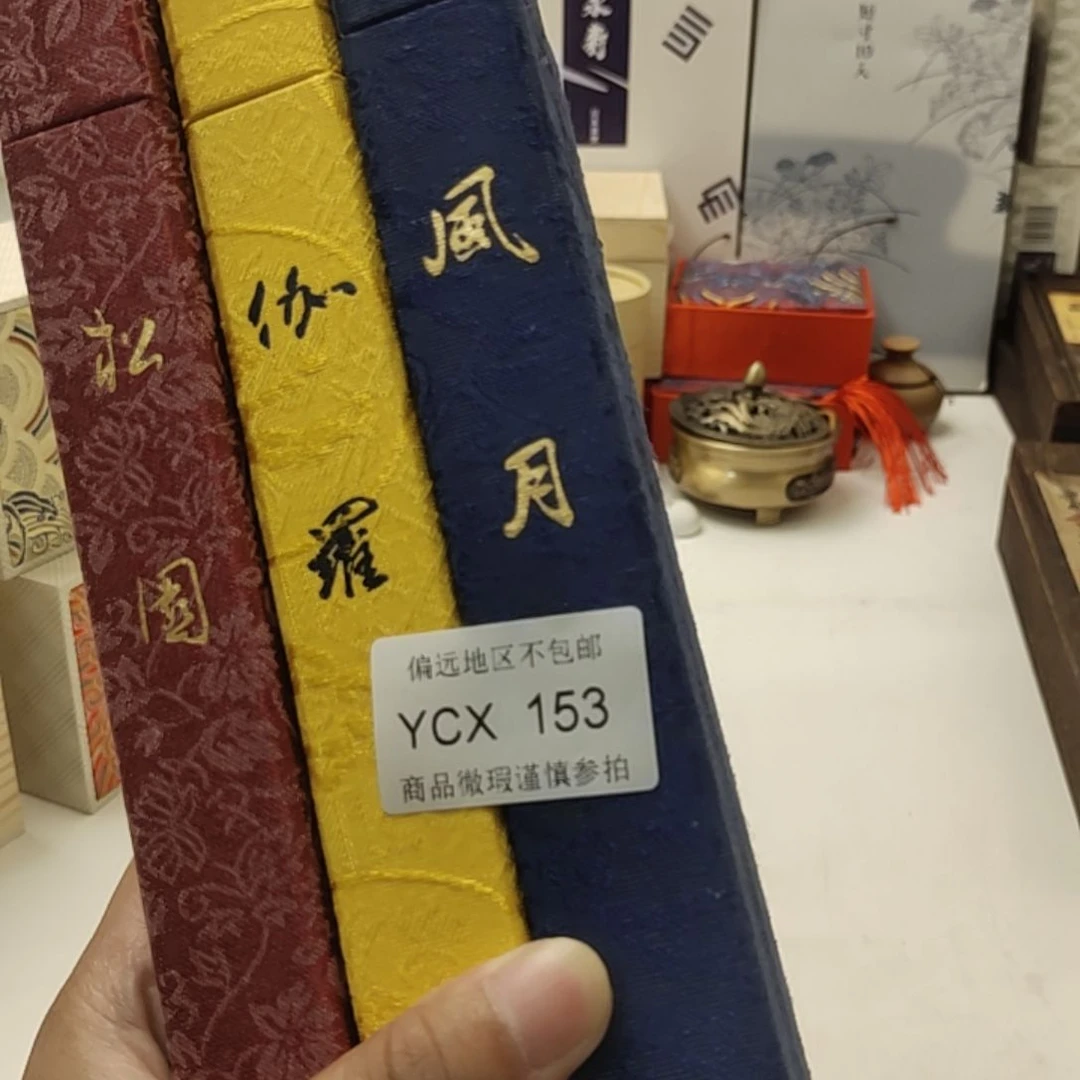 松園
伽羅
風月
偏远地区不包邮
YCX 153
商品微瑕谨慎参拍